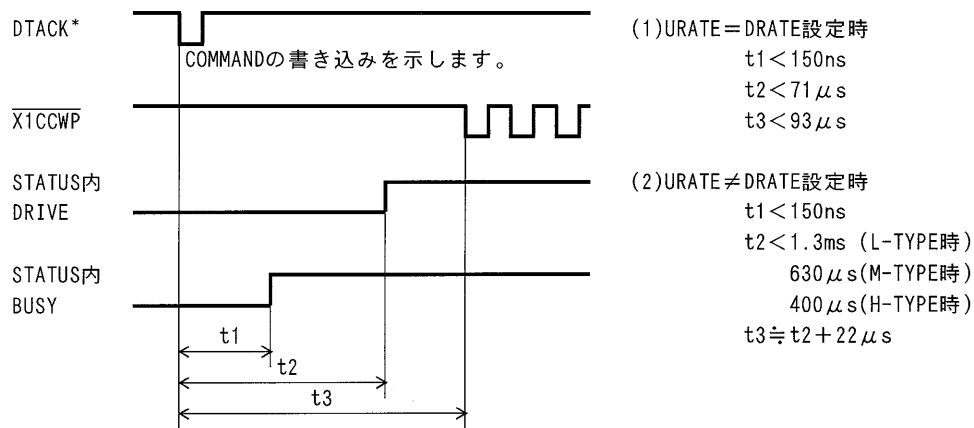 DTACK*
COMMANDの書き込みを示します。
X1CCWP
STATUS内
DRIVE
STATUS内
BUSY
t1
t2
t3
(1)URATE＝DRATE設定時
t1＜150ns
t2＜71μs
t3＜93μs
(2)URATE≠DRATE設定時
t1＜150ns
t2＜1.3ms (L-TYPE時)
630μs(M-TYPE時)
400μs(H-TYPE時)
t3≒t2＋22μs